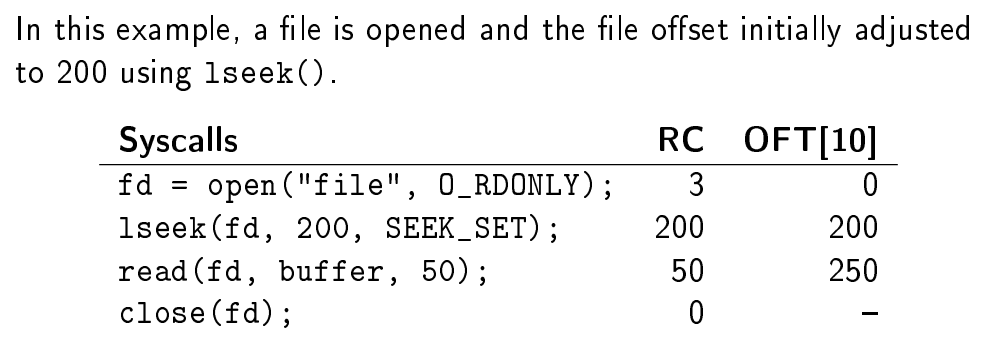 In this example, a file is opened and the file offset initially adjusted
to 200 using lseek().
Syscalls RC OFT[10]
fd = open("file", O_RDONLY); 3 0
lseek(fd, 200, SEEK_SET); 200 200
read(fd, buffer, 50); 50 250
close(fd); 0 –